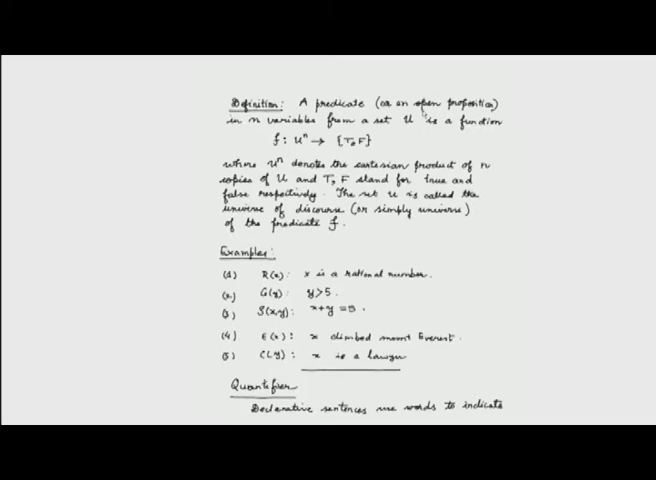 Definition: A predicate (or an open proposition)
in n variables from a set U is a function
f : Uⁿ → {T, F}
where Uⁿ denotes the cartesian product of n
copies of U and T, F stand for true and
false respectively. The set U is called the
universe of discourse (or simply universe)
of the predicate f.
Examples:
(1) R(x): x is a rational number.
(2) G(y): y>5.
(3) S(x,y): x+y=5.
(4) E(x): x climbed mount Everest.
(5) C(y): x is a lawyer
Quantifier
Declarative sentences use words to indicate